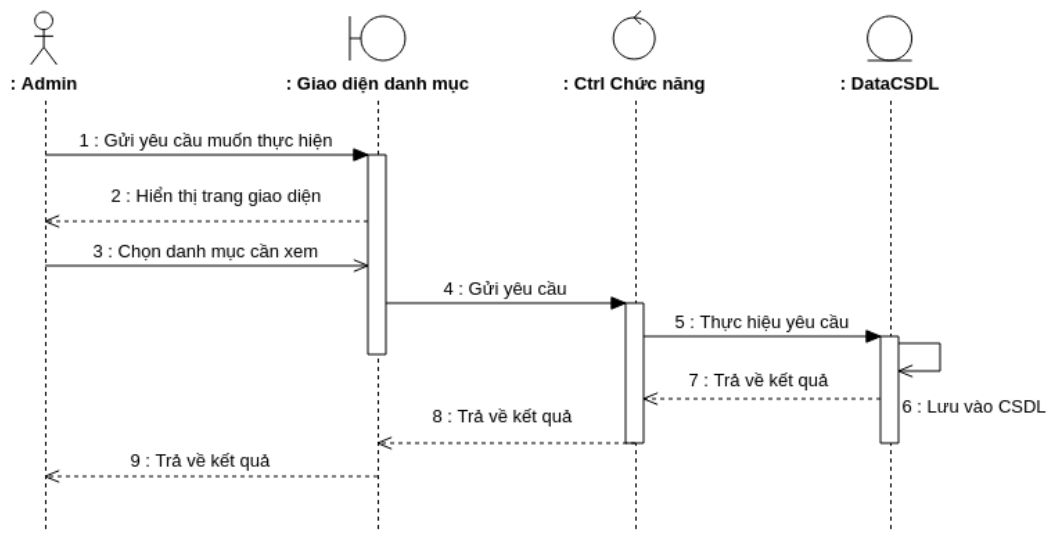 : Admin
: Giao diện danh mục
: Ctrl Chức năng
: DataCSDL
1 : Gửi yêu cầu muốn thực hiện
2 : Hiển thị trang giao diện
3 : Chọn danh mục cần xem
4 : Gửi yêu cầu
5 : Thực hiệu yêu cầu
6 : Lưu vào CSDL
7 : Trả về kết quả
8 : Trả về kết quả
9 : Trả về kết quả